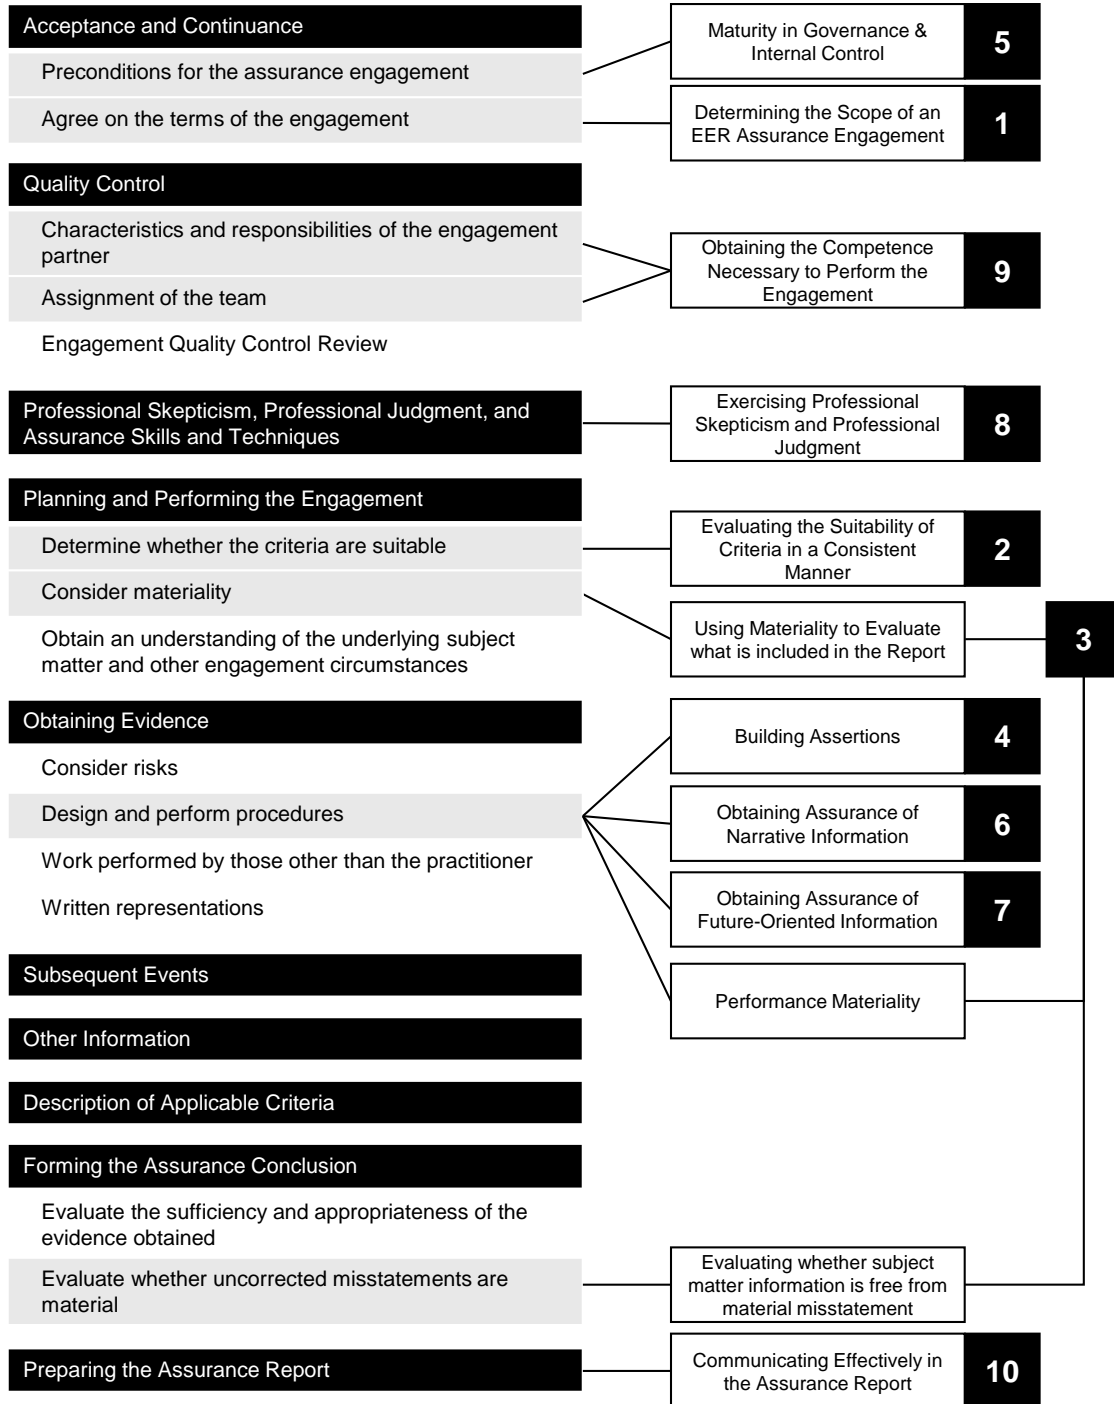 Acceptance and Continuance
Preconditions for the assurance engagement
Agree on the terms of the engagement
Maturity in Governance &
Internal Control
5
Determining the Scope of an
EER Assurance Engagement
1
Quality Control
Characteristics and responsibilities of the engagement
partner
Assignment of the team
Engagement Quality Control Review
Obtaining the Competence
Necessary to Perform the
Engagement
9
Professional Skepticism, Professional Judgment, and
Assurance Skills and Techniques
Exercising Professional
Skepticism and Professional
Judgment
8
Planning and Performing the Engagement
Determine whether the criteria are suitable
Consider materiality
Obtain an understanding of the underlying subject
matter and other engagement circumstances
Evaluating the Suitability of
Criteria in a Consistent
Manner
2
Using Materiality to Evaluate
what is included in the Report
3
Obtaining Evidence
Consider risks
Design and perform procedures
Work performed by those other than the practitioner
Written representations
Building Assertions
4
Obtaining Assurance of
Narrative Information
6
Obtaining Assurance of
Future-Oriented Information
7
Performance Materiality
Subsequent Events
Other Information
Description of Applicable Criteria
Forming the Assurance Conclusion
Evaluate the sufficiency and appropriateness of the
evidence obtained
Evaluate whether uncorrected misstatements are
material
Evaluating whether subject
matter information is free from
material misstatement
Preparing the Assurance Report
Communicating Effectively in
the Assurance Report
10